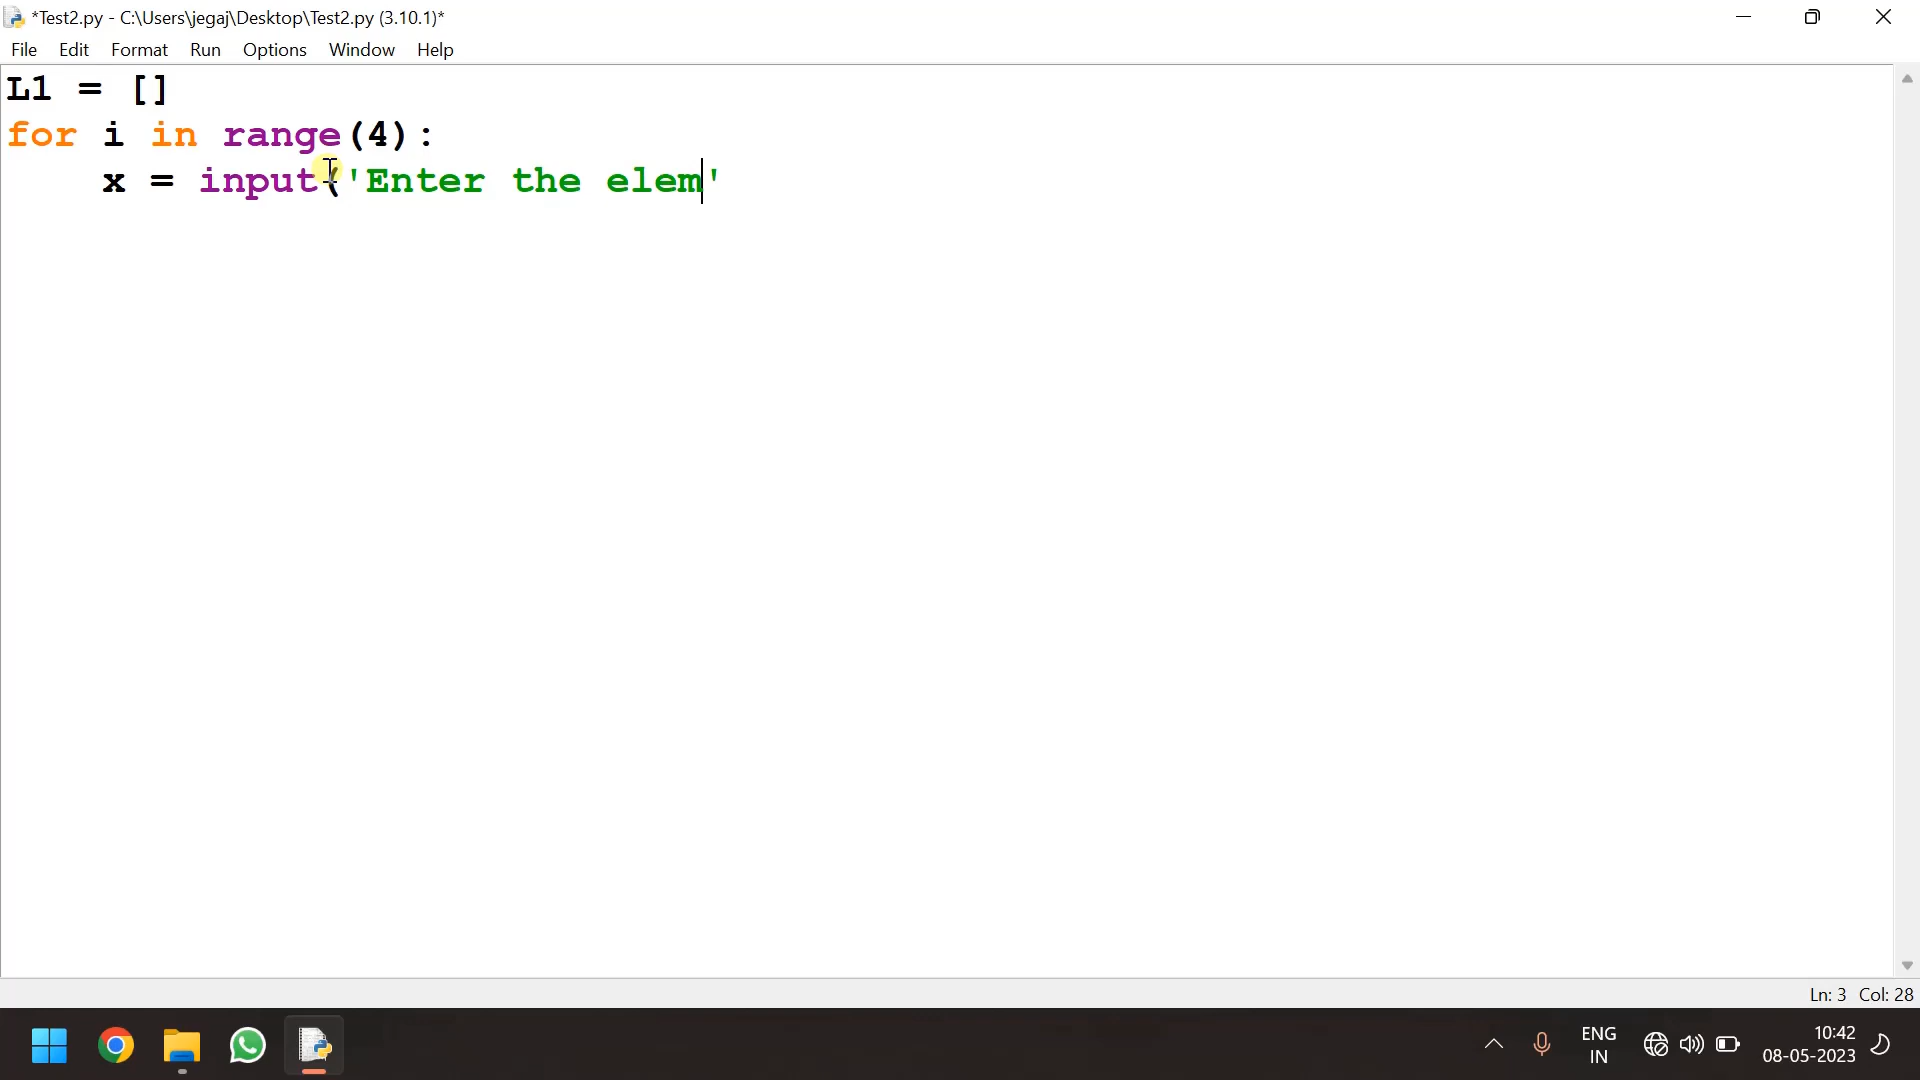 *Test2.py - C:\Users\jegaj\Desktop\Test2.py (3.10.1)*
File Edit Format Run Options Window Help
L1 = []
for i in range(4):
    x = input('Enter the elem'
Ln: 3 Col: 28
ENG
IN
10:42
08-05-2023